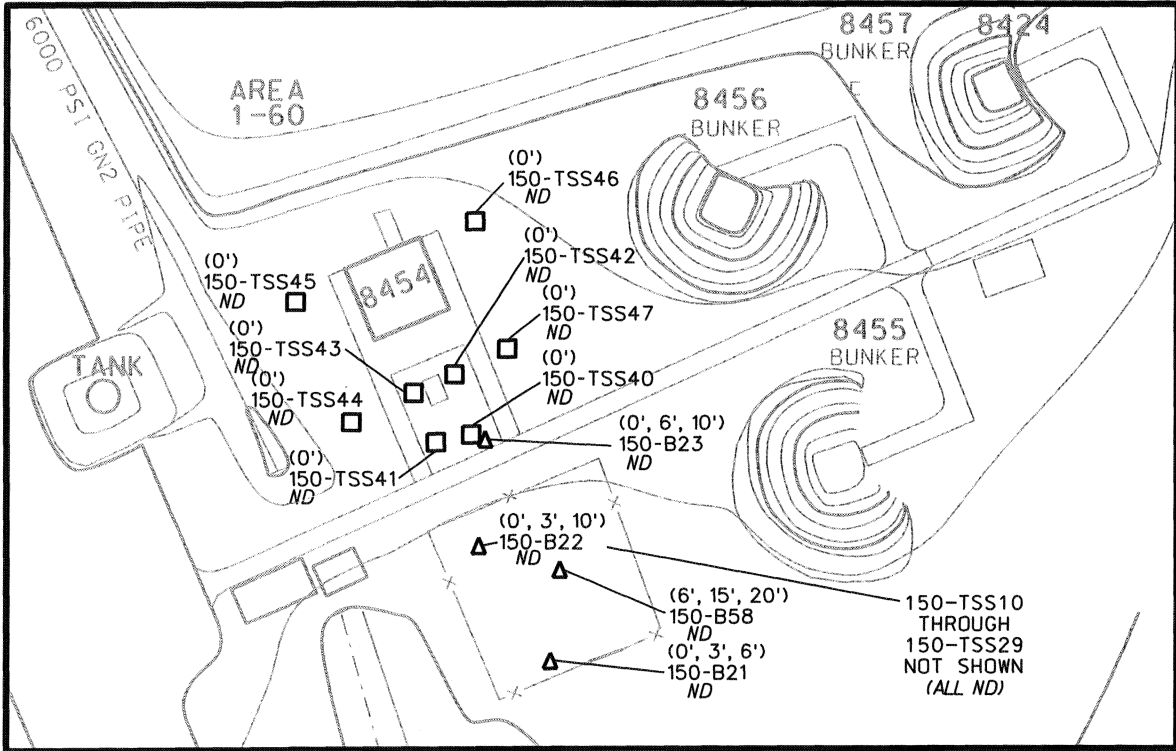 6000 PSI GN2 PIPE
AREA
1-60
8457
BUNKER
8424
8456
BUNKER
(0')
150-TSS46
ND
(0')
150-TSS42
ND
(0')
150-TSS45
ND
8454
(0')
150-TSS47
ND
8455
BUNKER
(0')
150-TSS43
ND
TANK
(0')
150-TSS40
ND
(0')
150-TSS44
ND
(0', 6', 10')
150-B23
ND
(0')
150-TSS41
ND
(0', 3', 10')
150-B22
ND
(6', 15', 20')
150-B58
ND
(0', 3', 6')
150-B21
ND
150-TSS10
THROUGH
150-TSS29
NOT SHOWN
(ALL ND)